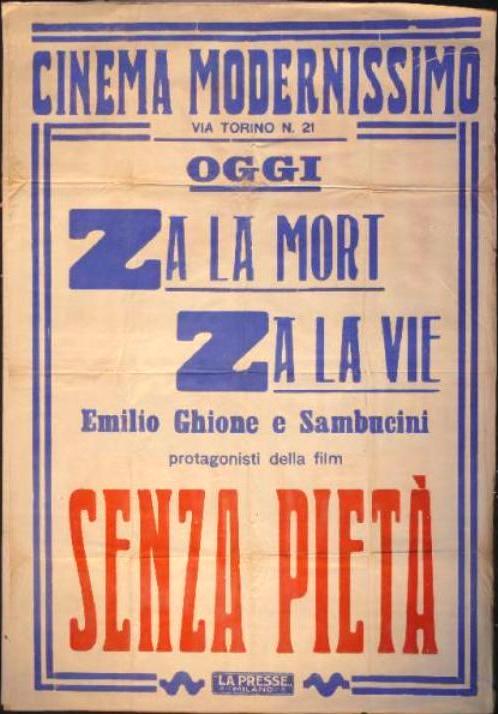 CINEMA MODERNISSIMO
VIA TORINO N. 21
OGGI
ZA LA MORT
ZA LA VIE
Emilio Ghione e Sambucini
protagonisti della film
SENZA PIETÀ
LA PRESSE
MILANO